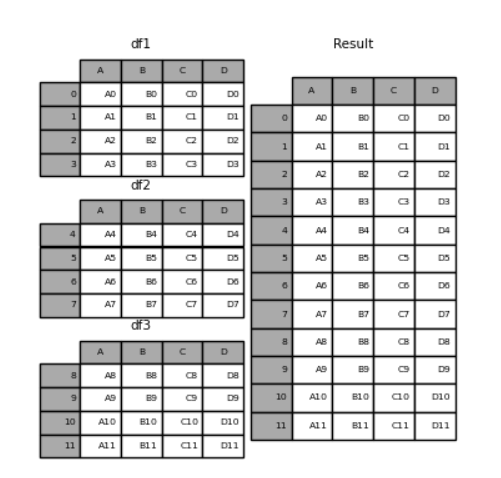 df1
A B C D
0 A0 B0 C0 D0
1 A1 B1 C1 D1
2 A2 B2 C2 D2
3 A3 B3 C3 D3
df2
A B C D
4 A4 B4 C4 D4
5 A5 B5 C5 D5
6 A6 B6 C6 D6
7 A7 B7 C7 D7
df3
A B C D
8 A8 B8 C8 D8
9 A9 B9 C9 D9
10 A10 B10 C10 D10
11 A11 B11 C11 D11
Result
A B C D
0 A0 B0 C0 D0
1 A1 B1 C1 D1
2 A2 B2 C2 D2
3 A3 B3 C3 D3
4 A4 B4 C4 D4
5 A5 B5 C5 D5
6 A6 B6 C6 D6
7 A7 B7 C7 D7
8 A8 B8 C8 D8
9 A9 B9 C9 D9
10 A10 B10 C10 D10
11 A11 B11 C11 D11